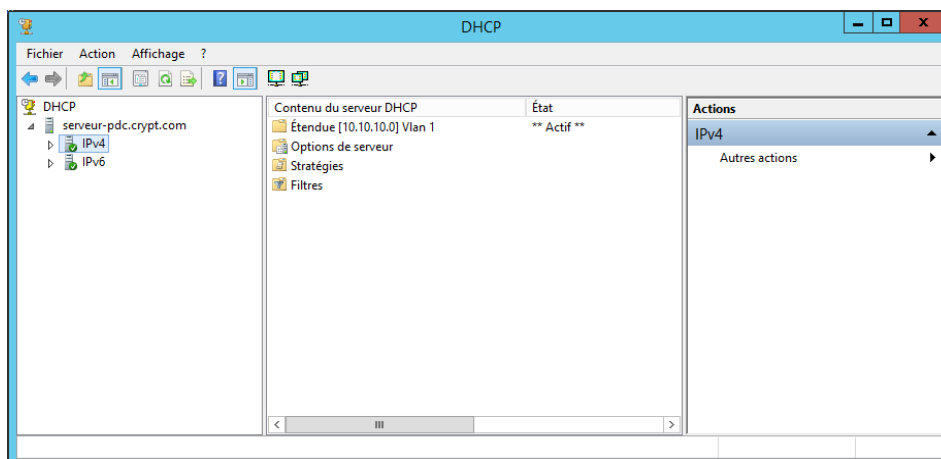 DHCP
Fichier Action Affichage ?
DHCP
serveur-pdc.crypt.com
IPv4
IPv6
Contenu du serveur DHCP État
Étendue [10.10.10.0] Vlan 1 ** Actif **
Options de serveur
Stratégies
Filtres
Actions
IPv4
Autres actions